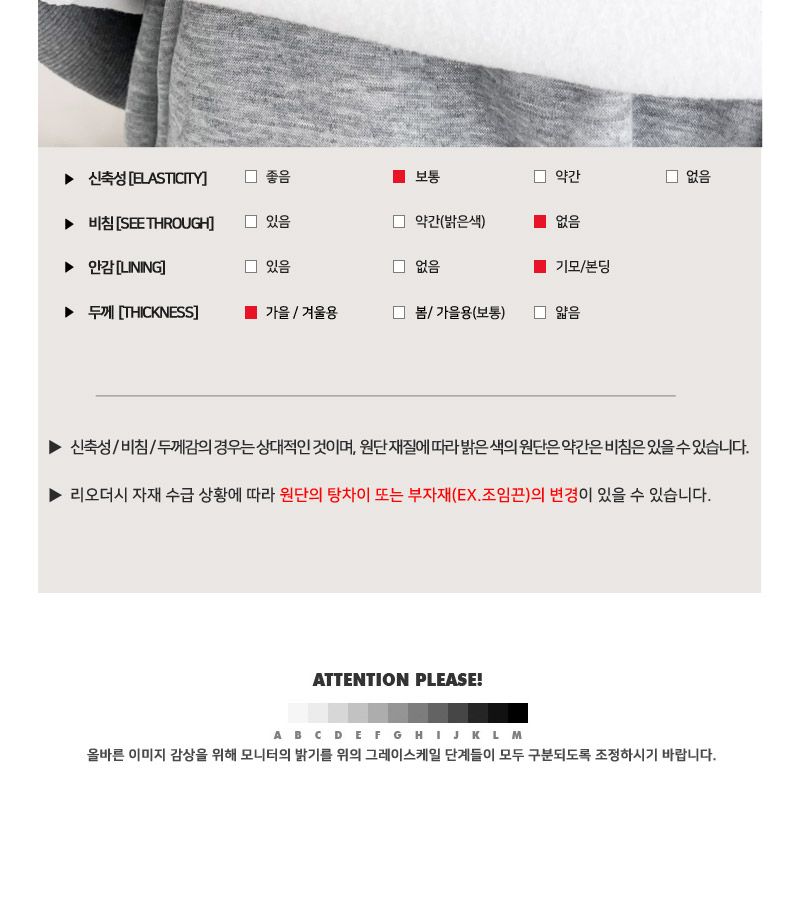 ▶ 신축성 [ELASTICITY] □ 좋음 ■ 보통 □ 약간 □ 없음
▶ 비침 [SEE THROUGH] □ 있음 □ 약간(밝은색) ■ 없음
▶ 안감 [LINING] □ 있음 □ 없음 ■ 기모/본딩
▶ 두께 [THICKNESS] ■ 가을 / 겨울용 □ 봄/ 가을용(보통) □ 얇음
▶ 신축성 / 비침 / 두께감의 경우는 상대적인 것이며, 원단 재질에 따라 밝은 색의 원단은 약간은 비침은 있을 수 있습니다.
▶ 리오더시 자재 수급 상황에 따라 원단의 탕차이 또는 부자재(EX.조임끈)의 변경이 있을 수 있습니다.
ATTENTION PLEASE!
A B C D E F G H I J K L M
올바른 이미지 감상을 위해 모니터의 밝기를 위의 그레이스케일 단계들이 모두 구분되도록 조정하시기 바랍니다.